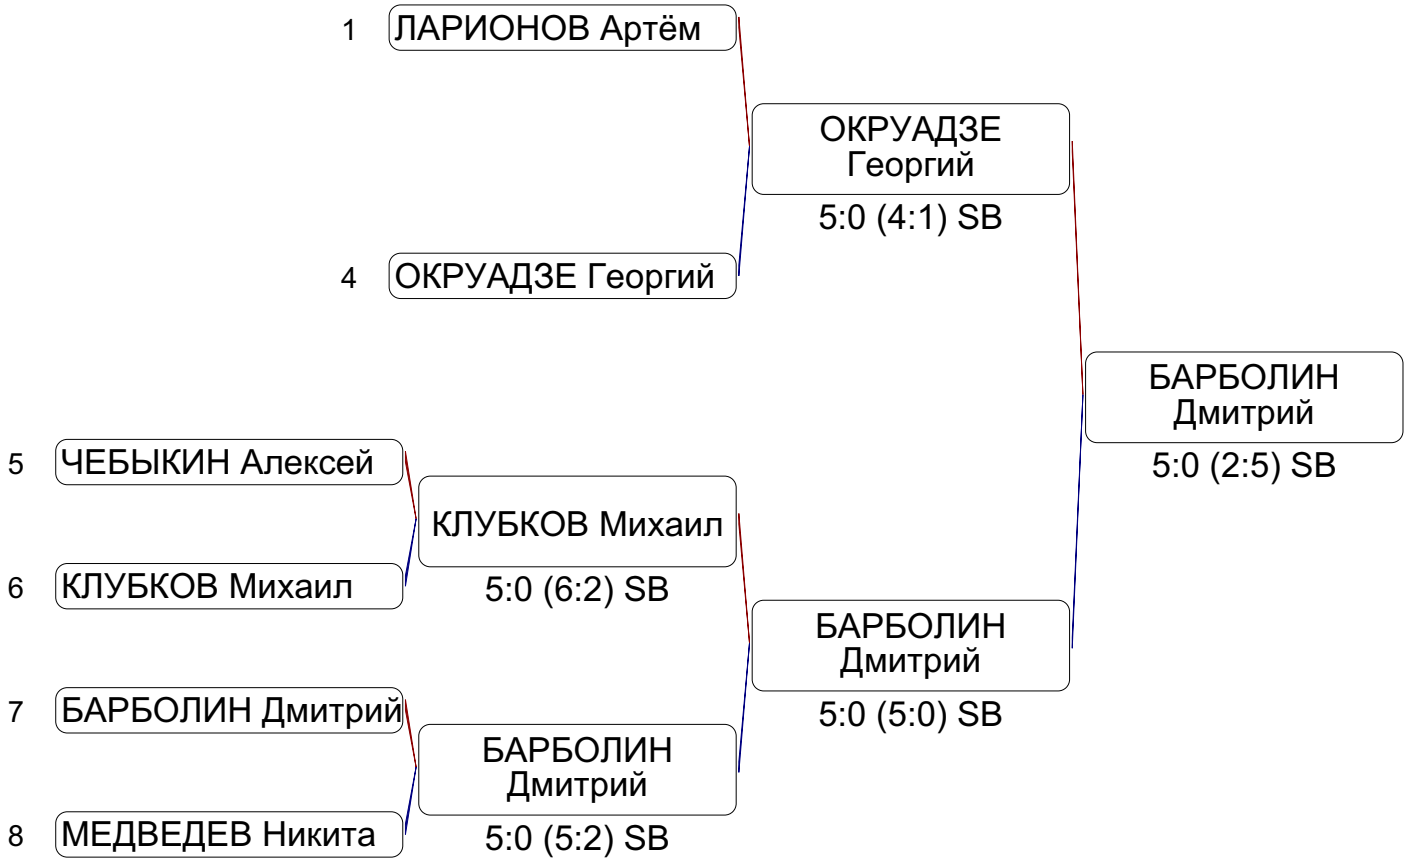 1 ЛАРИОНОВ Артём
ОКРУАДЗЕ
Георгий
5:0 (4:1) SB
4 ОКРУАДЗЕ Георгий
БАРБОЛИН
Дмитрий
5:0 (2:5) SB
5 ЧЕБЫКИН Алексей
КЛУБКОВ Михаил
5:0 (6:2) SB
6 КЛУБКОВ Михаил
БАРБОЛИН
Дмитрий
5:0 (5:0) SB
7 БАРБОЛИН Дмитрий
БАРБОЛИН
Дмитрий
5:0 (5:2) SB
8 МЕДВЕДЕВ Никита